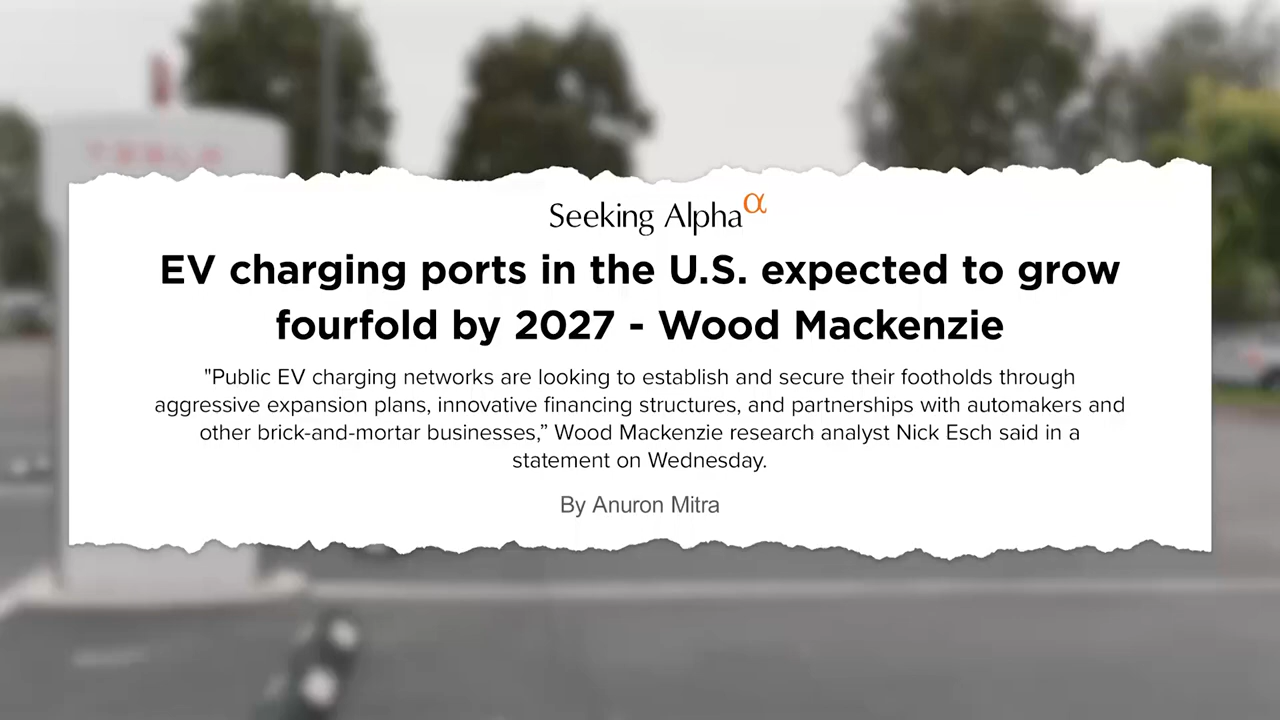 TESLA
Seeking Alphaα
EV charging ports in the U.S. expected to grow
fourfold by 2027 - Wood Mackenzie
"Public EV charging networks are looking to establish and secure their footholds through
aggressive expansion plans, innovative financing structures, and partnerships with automakers and
other brick-and-mortar businesses,” Wood Mackenzie research analyst Nick Esch said in a
statement on Wednesday.
By Anuron Mitra